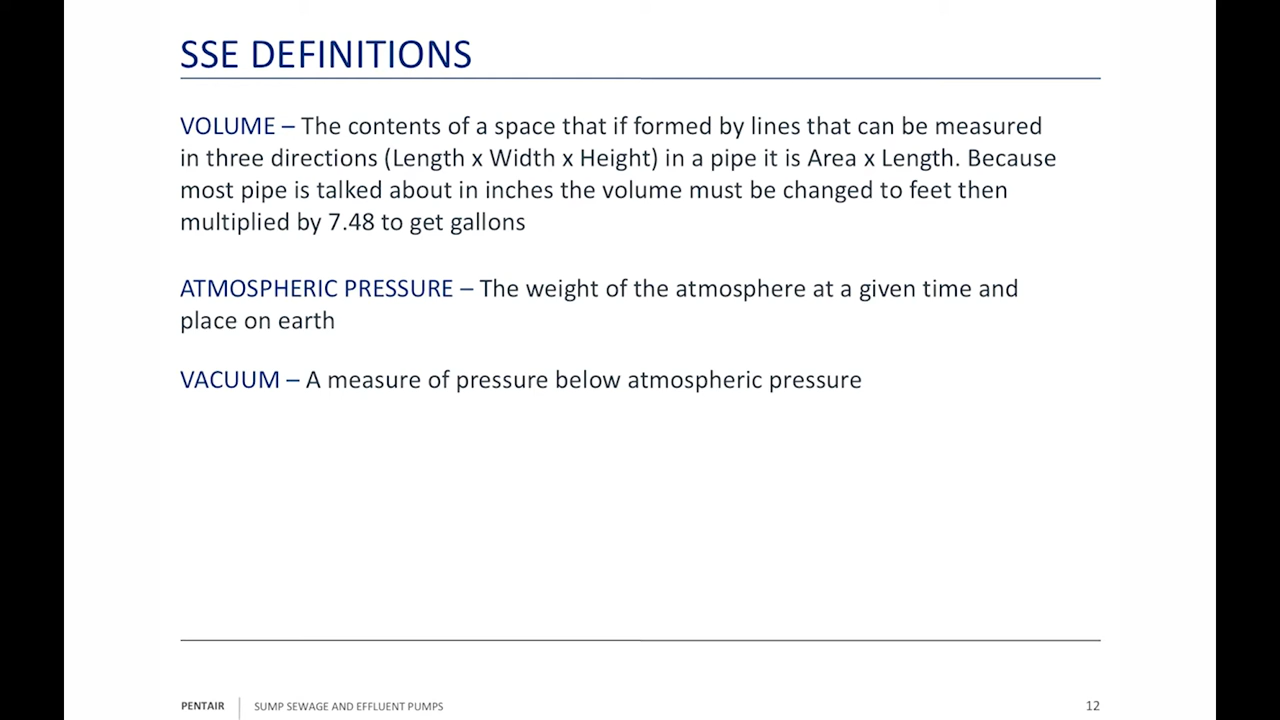 SSE DEFINITIONS
VOLUME – The contents of a space that if formed by lines that can be measured
in three directions (Length x Width x Height) in a pipe it is Area x Length. Because
most pipe is talked about in inches the volume must be changed to feet then
multiplied by 7.48 to get gallons
ATMOSPHERIC PRESSURE – The weight of the atmosphere at a given time and
place on earth
VACUUM – A measure of pressure below atmospheric pressure
PENTAIR SUMP SEWAGE AND EFFLUENT PUMPS 12